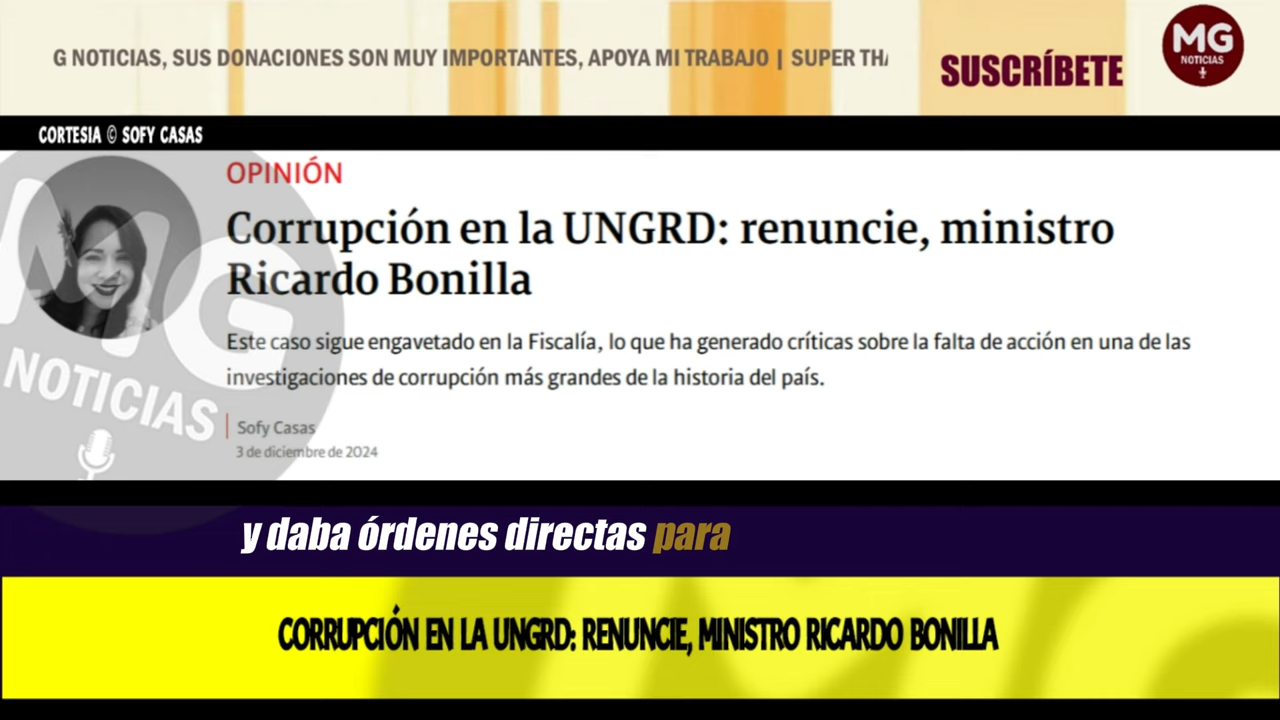 G NOTICIAS, SUS DONACIONES SON MUY IMPORTANTES, APOYA MI TRABAJO | SUPER
SUSCRÍBETE
MG
NOTICIAS
CORTESIA © SOFY CASAS
OPINIÓN
Corrupción en la UNGRD: renuncie, ministro
Ricardo Bonilla
Este caso sigue engavetado en la Fiscalía, lo que ha generado críticas sobre la falta de acción en una de las
investigaciones de corrupción más grandes de la historia del país.
Sofy Casas
3 de diciembre de 2024
MG
NOTICIAS
y daba órdenes directas para
CORRUPCIÓN EN LA UNGRD: RENUNCIE, MINISTRO RICARDO BONILLA